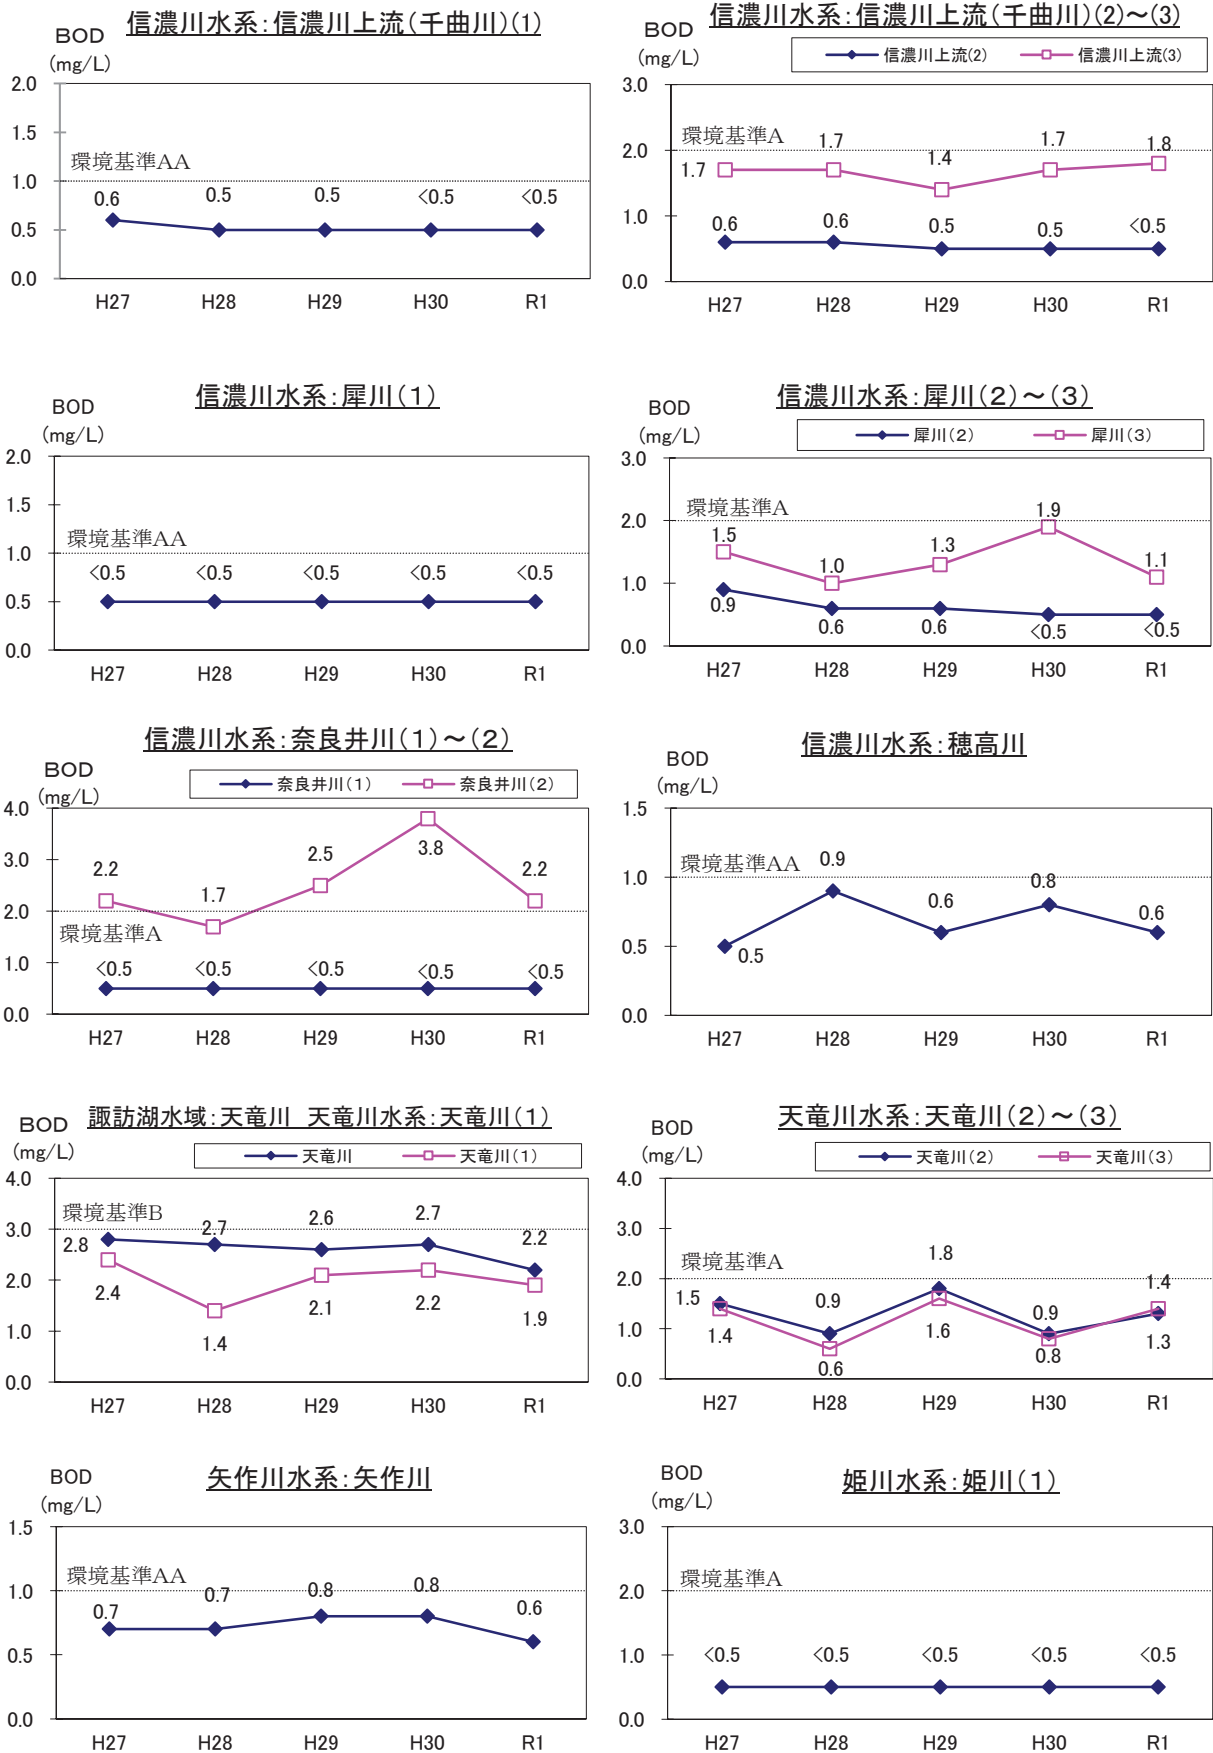 信濃川水系:信濃川上流(千曲川)(1)
BOD
(mg/L)
2.0
1.5
環境基準AA
1.0
0.6
0.5
0.5
<0.5
<0.5
0.5
0.0
H27
H28
H29
H30
R1
信濃川水系:信濃川上流(千曲川)(2)～(3)
BOD
(mg/L)
信濃川上流(2)
信濃川上流(3)
3.0
環境基準A
2.0
1.7
1.7
1.4
1.7
1.8
1.0
0.6
0.6
0.5
0.5
<0.5
0.0
H27
H28
H29
H30
R1
信濃川水系:犀川(1)
BOD
(mg/L)
2.0
1.5
環境基準AA
1.0
<0.5
<0.5
<0.5
<0.5
<0.5
0.5
0.0
H27
H28
H29
H30
R1
信濃川水系:犀川(2)～(3)
BOD
(mg/L)
犀川(2)
犀川(3)
3.0
環境基準A
2.0
1.5
1.0
1.3
1.9
1.1
1.0
0.9
0.6
0.6
<0.5
<0.5
0.0
H27
H28
H29
H30
R1
信濃川水系:奈良井川(1)～(2)
BOD
(mg/L)
奈良井川(1)
奈良井川(2)
4.0
3.0
2.2
1.7
2.5
3.8
2.2
2.0
環境基準A
1.0
<0.5
<0.5
<0.5
<0.5
<0.5
0.0
H27
H28
H29
H30
R1
信濃川水系:穂高川
BOD
(mg/L)
1.5
環境基準AA
1.0
0.5
0.9
0.6
0.8
0.6
0.5
0.0
H27
H28
H29
H30
R1
諏訪湖水域:天竜川 天竜川水系:天竜川(1)
BOD
(mg/L)
天竜川
天竜川(1)
4.0
環境基準B
3.0
2.8
2.7
2.6
2.7
2.2
2.0
2.4
1.4
2.1
2.2
1.9
1.0
0.0
H27
H28
H29
H30
R1
天竜川水系:天竜川(2)～(3)
BOD
(mg/L)
天竜川(2)
天竜川(3)
4.0
3.0
環境基準A
2.0
1.5
0.9
1.8
0.9
1.4
1.0
1.4
0.6
1.6
0.8
1.3
0.0
H27
H28
H29
H30
R1
矢作川水系:矢作川
BOD
(mg/L)
1.5
環境基準AA
1.0
0.7
0.7
0.8
0.8
0.6
0.5
0.0
H27
H28
H29
H30
R1
姫川水系:姫川(1)
BOD
(mg/L)
3.0
環境基準A
2.0
1.0
<0.5
<0.5
<0.5
<0.5
<0.5
0.0
H27
H28
H29
H30
R1